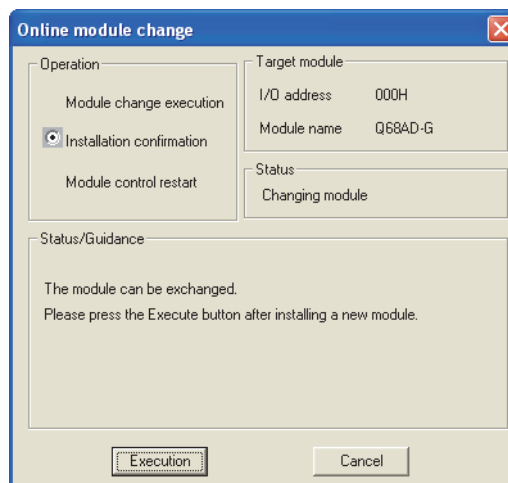 Online module change
Operation
Module change execution
Installation confirmation
Module control restart
Target module
I/O address 000H
Module name Q68AD-G
Status
Changing module
Status/Guidance
The module can be exchanged.
Please press the Execute button after installing a new module.
Execution Cancel